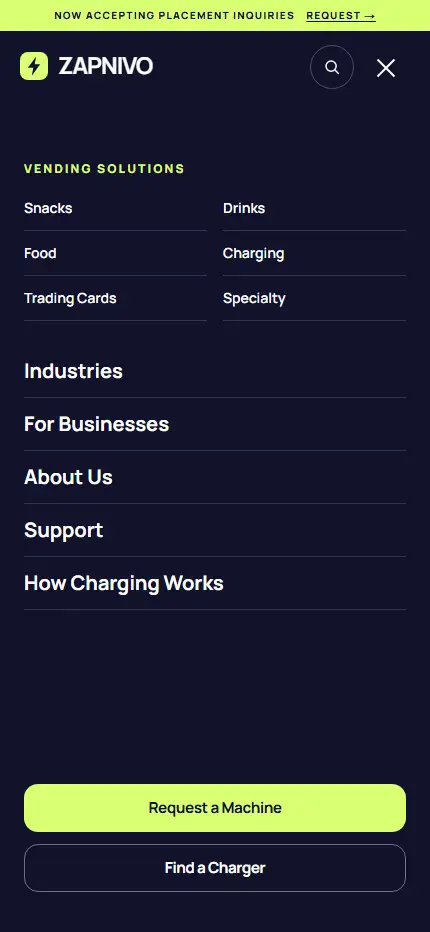 NOW ACCEPTING PLACEMENT INQUIRIES REQUEST →
ZAPNIVO
VENDING SOLUTIONS
Snacks Drinks
Food Charging
Trading Cards Specialty
Industries
For Businesses
About Us
Support
How Charging Works
Request a Machine
Find a Charger